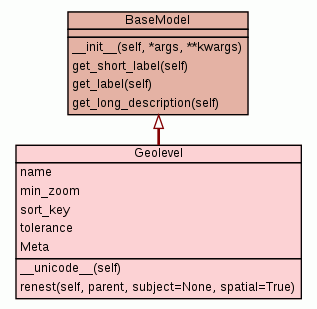 BaseModel
__init__(self, *args, **kwargs)
get_short_label(self)
get_label(self)
get_long_description(self)
Geolevel
name
min_zoom
sort_key
tolerance
Meta
__unicode__(self)
renest(self, parent, subject=None, spatial=True)